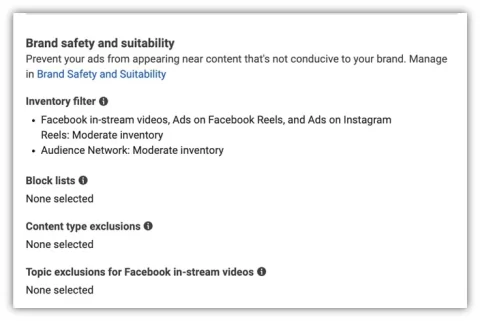 Brand safety and suitability
Prevent your ads from appearing near content that's not conducive to your brand. Manage
in Brand Safety and Suitability
Inventory filter
• Facebook in-stream videos, Ads on Facebook Reels, and Ads on Instagram
Reels: Moderate inventory
• Audience Network: Moderate inventory
Block lists
None selected
Content type exclusions
None selected
Topic exclusions for Facebook in-stream videos
None selected